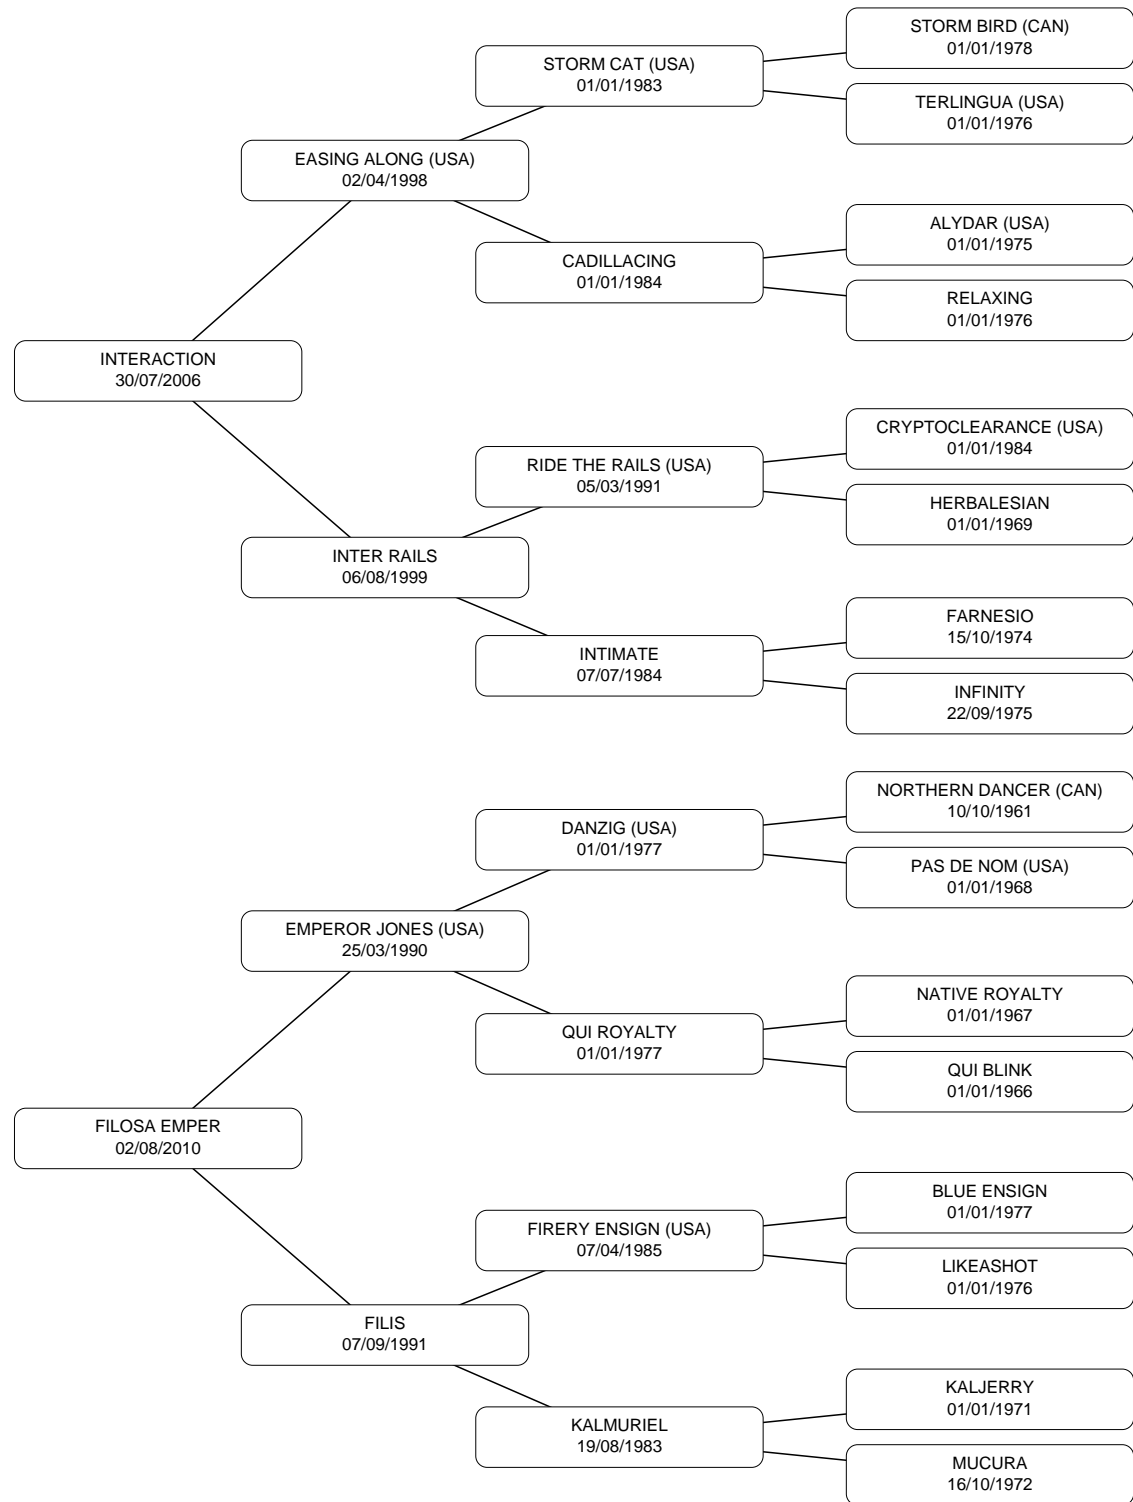 STORM BIRD (CAN)
01/01/1978
STORM CAT (USA)
01/01/1983
TERLINGUA (USA)
01/01/1976
EASING ALONG (USA)
02/04/1998
ALYDAR (USA)
01/01/1975
CADILLACING
01/01/1984
RELAXING
01/01/1976
INTERACTION
30/07/2006
CRYPTOCLEARANCE (USA)
01/01/1984
RIDE THE RAILS (USA)
05/03/1991
HERBALESIAN
01/01/1969
INTER RAILS
06/08/1999
FARNESIO
15/10/1974
INTIMATE
07/07/1984
INFINITY
22/09/1975
NORTHERN DANCER (CAN)
10/10/1961
DANZIG (USA)
01/01/1977
PAS DE NOM (USA)
01/01/1968
EMPEROR JONES (USA)
25/03/1990
NATIVE ROYALTY
01/01/1967
QUI ROYALTY
01/01/1977
QUI BLINK
01/01/1966
FILOSA EMPER
02/08/2010
BLUE ENSIGN
01/01/1977
FIRERY ENSIGN (USA)
07/04/1985
LIKEASHOT
01/01/1976
FILIS
07/09/1991
KALJERRY
01/01/1971
KALMURIEL
19/08/1983
MUCURA
16/10/1972